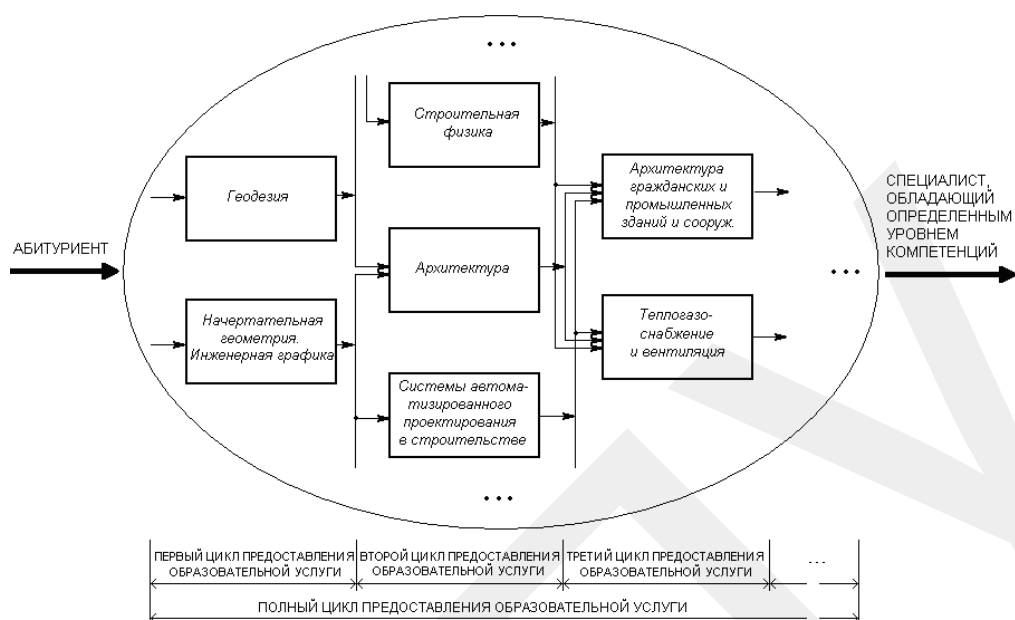 ...
Строительная
физика
Геодезия
Архитектура
гражданских и
промышленных
зданий и сооруж.
СПЕЦИАЛИСТ,
ОБЛАДАЮЩИЙ
ОПРЕДЕЛЕННЫМ
УРОВНЕМ
КОМПЕТЕНЦИЙ
АБИТУРИЕНТ
Архитектура
...
Начертательная
геометрия.
Инженерная графика
Теплогазо-
снабжение
и вентиляция
Системы автома-
тизированного
проектирования
в строительстве
...
ПЕРВЫЙ ЦИКЛ ПРЕДОСТАВЛЕНИЯ
ОБРАЗОВАТЕЛЬНОЙ УСЛУГИ
ВТОРОЙ ЦИКЛ ПРЕДОСТАВЛЕНИЯ
ОБРАЗОВАТЕЛЬНОЙ УСЛУГИ
ТРЕТИЙ ЦИКЛ ПРЕДОСТАВЛЕНИЯ
ОБРАЗОВАТЕЛЬНОЙ УСЛУГИ
...
ПОЛНЫЙ ЦИКЛ ПРЕДОСТАВЛЕНИЯ ОБРАЗОВАТЕЛЬНОЙ УСЛУГИ